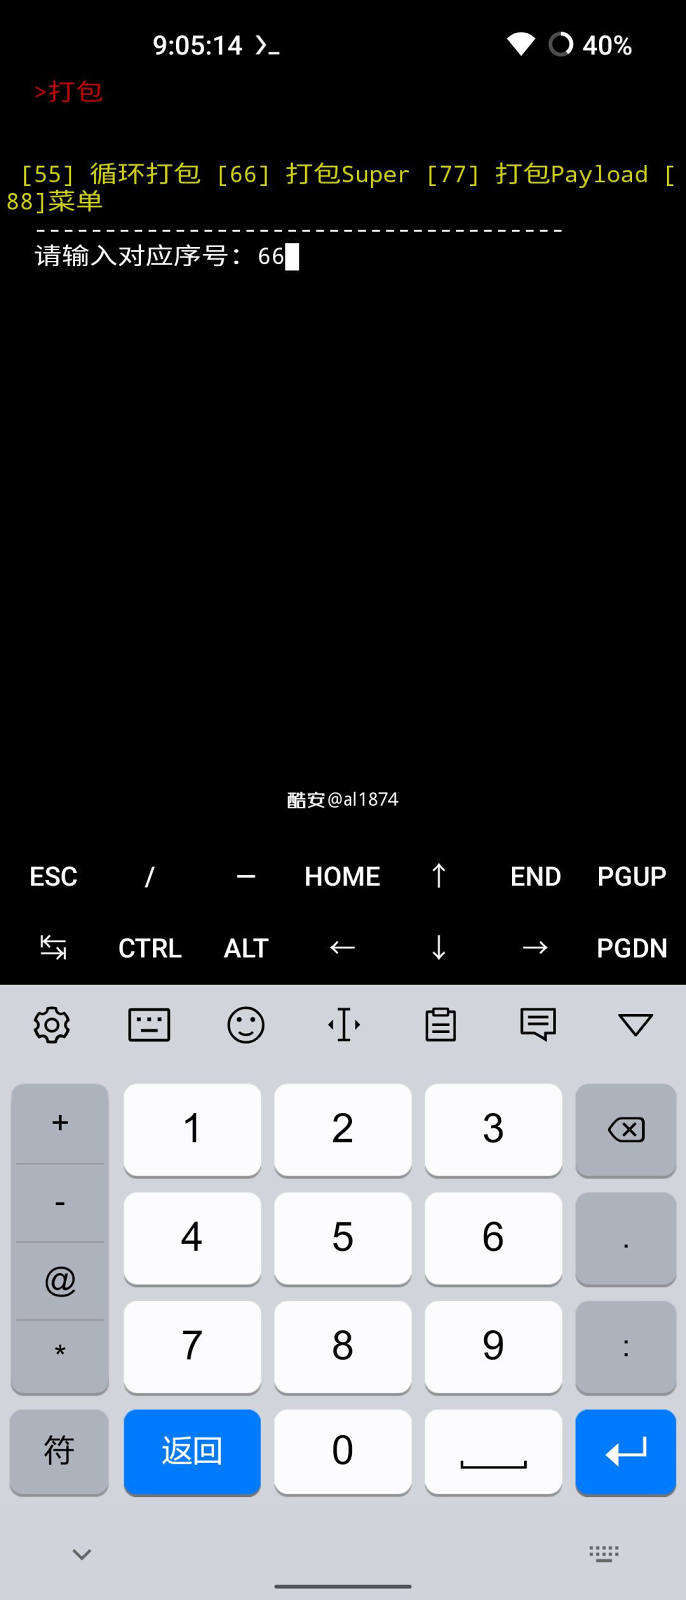 9:05:14 40%
>打包
[55] 循环打包 [66] 打包Super [77] 打包Payload [
88]菜单
--------------------------------------
请输入对应序号：66
酷安@al1874
ESC / — HOME ↑ END PGUP
↹ CTRL ALT ← ↓ → PGDN
+ 1 2 3
- 4 5 6 .
@
* 7 8 9 :
符 返回 0